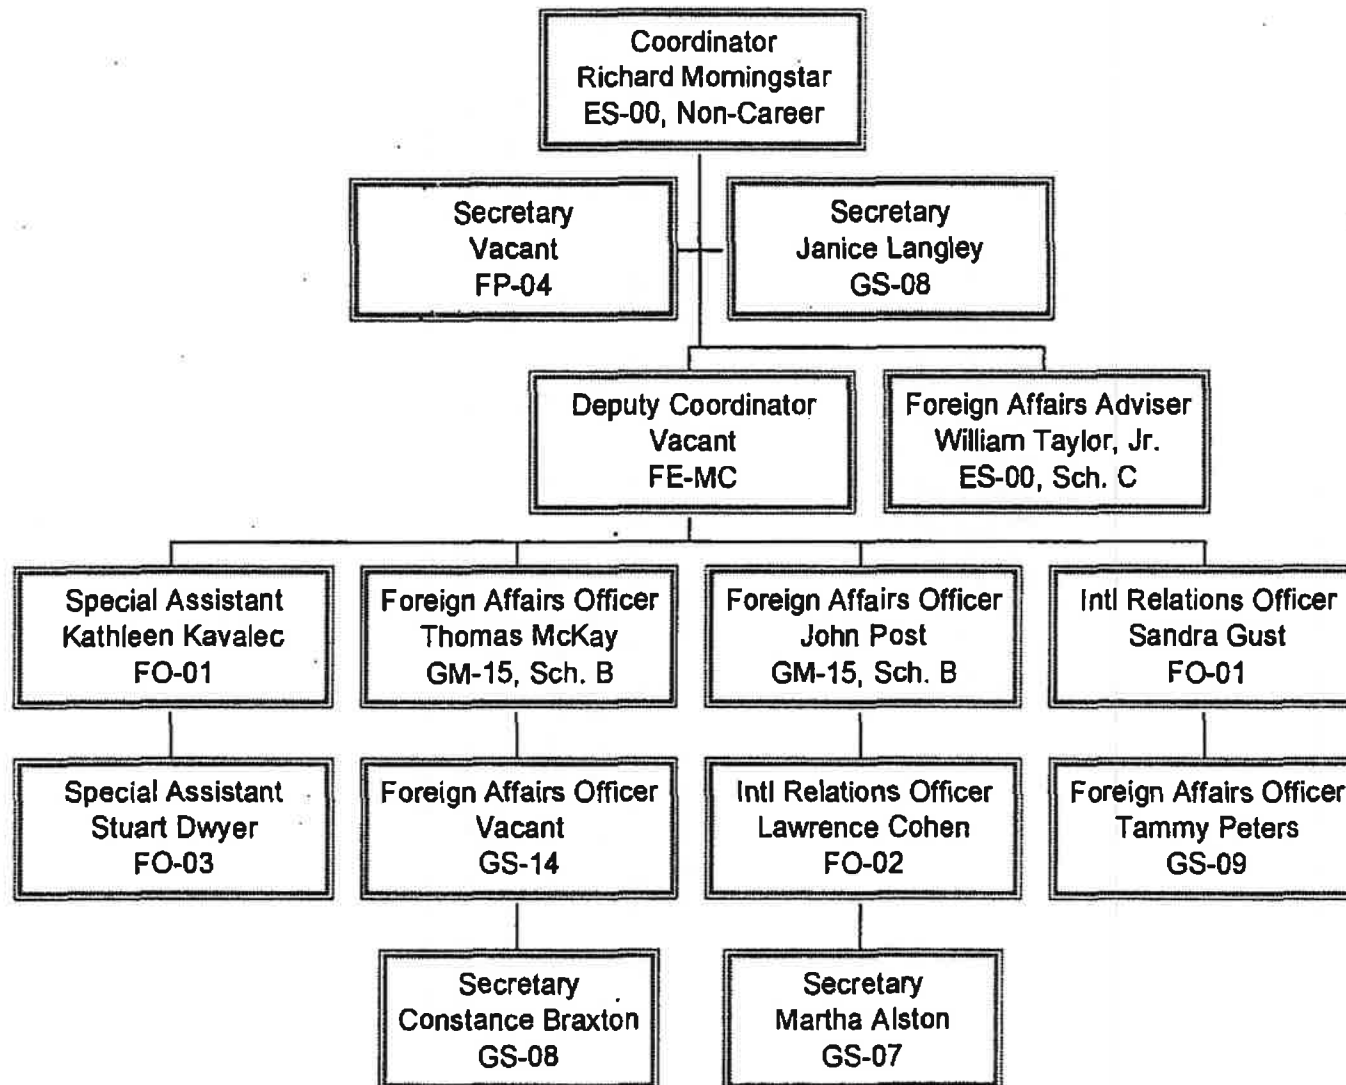 Coordinator
Richard Morningstar
ES-00, Non-Career
Secretary
Vacant
FP-04
Secretary
Janice Langley
GS-08
Deputy Coordinator
Vacant
FE-MC
Foreign Affairs Adviser
William Taylor, Jr.
ES-00, Sch. C
Special Assistant
Kathleen Kavalec
FO-01
Foreign Affairs Officer
Thomas McKay
GM-15, Sch. B
Foreign Affairs Officer
John Post
GM-15, Sch. B
Intl Relations Officer
Sandra Gust
FO-01
Special Assistant
Stuart Dwyer
FO-03
Foreign Affairs Officer
Vacant
GS-14
Intl Relations Officer
Lawrence Cohen
FO-02
Foreign Affairs Officer
Tammy Peters
GS-09
Secretary
Constance Braxton
GS-08
Secretary
Martha Alston
GS-07